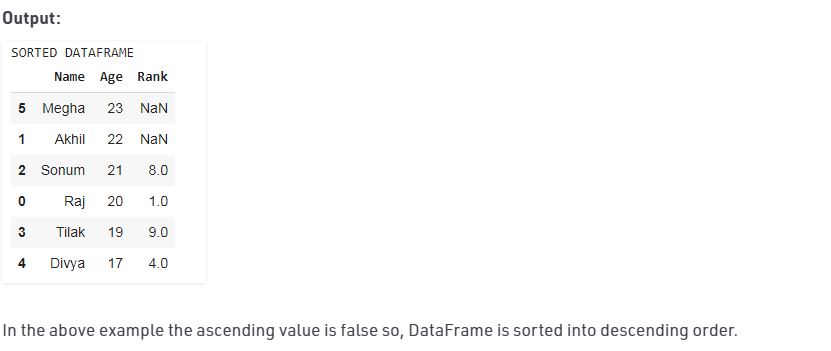 Output:
SORTED DATAFRAME
Name Age Rank
5 Megha 23 NaN
1 Akhil 22 NaN
2 Sonum 21 8.0
0 Raj 20 1.0
3 Tilak 19 9.0
4 Divya 17 4.0
In the above example the ascending value is false so, DataFrame is sorted into descending order.